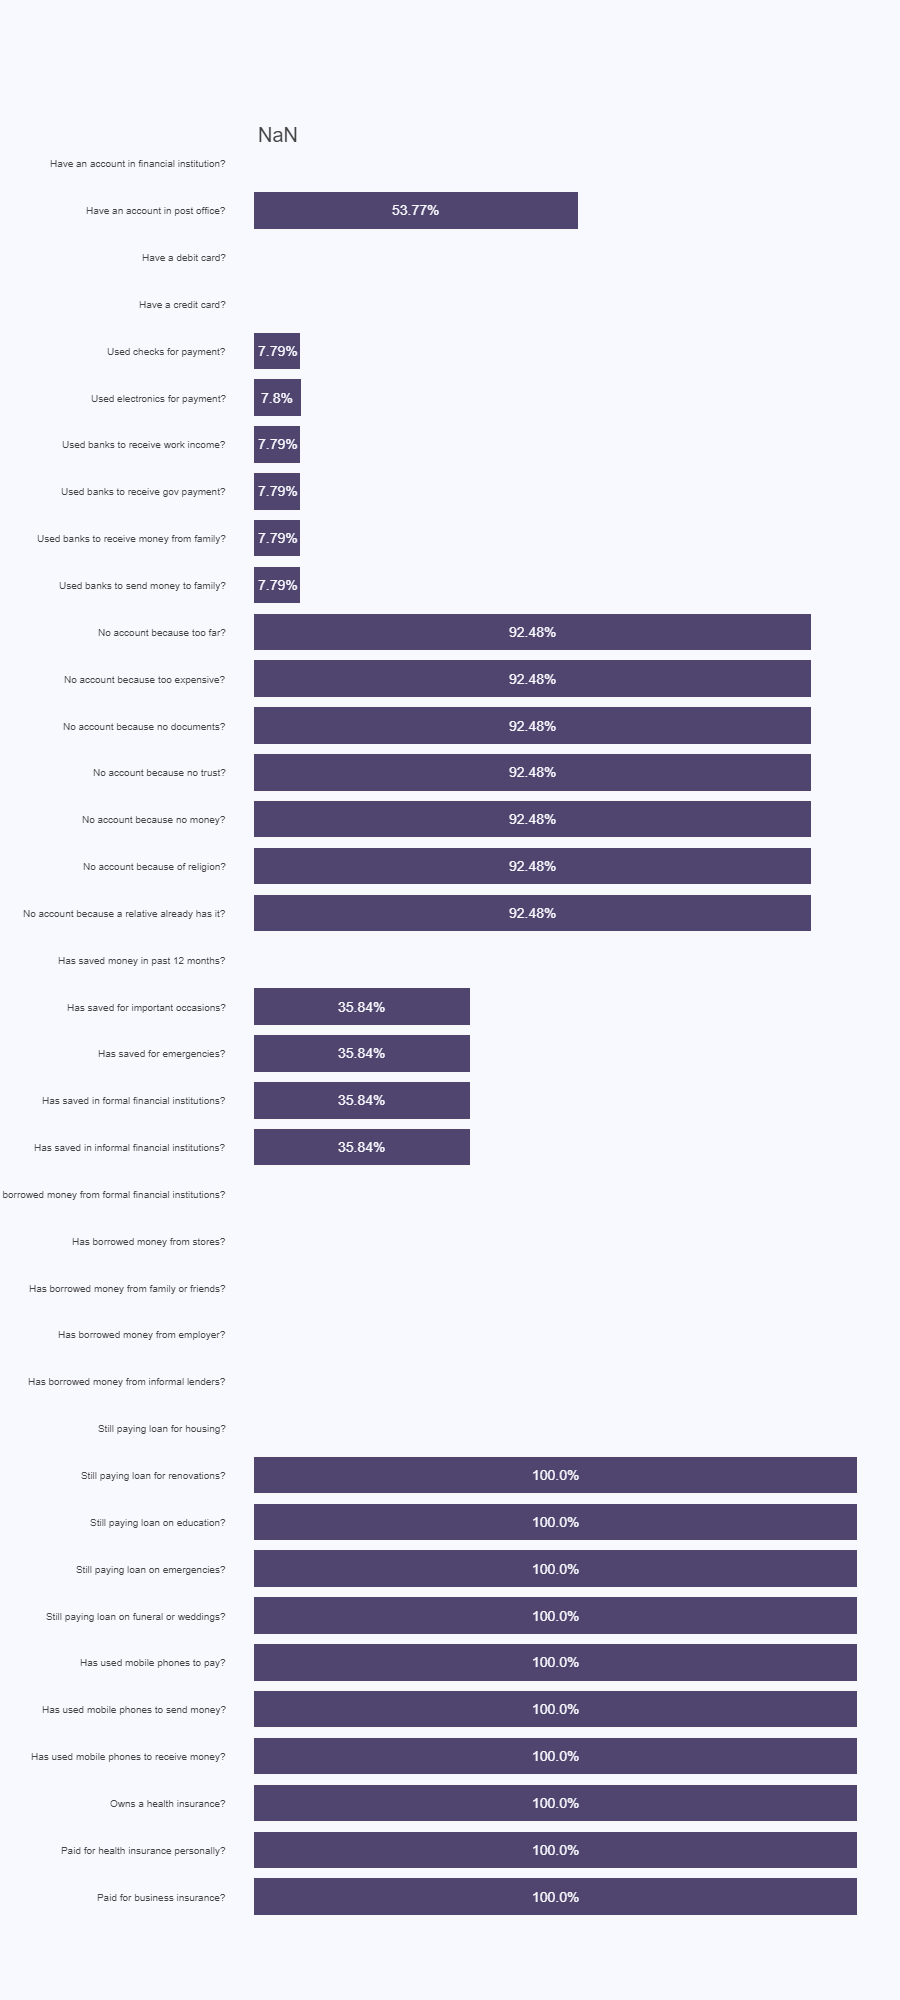 NaN
Have an account in financial institution?
Have an account in post office? 53.77%
Have a debit card?
Have a credit card?
Used checks for payment? 7.79%
Used electronics for payment? 7.8%
Used banks to receive work income? 7.79%
Used banks to receive gov payment? 7.79%
Used banks to receive money from family? 7.79%
Used banks to send money to family? 7.79%
No account because too far? 92.48%
No account because too expensive? 92.48%
No account because no documents? 92.48%
No account because no trust? 92.48%
No account because no money? 92.48%
No account because of religion? 92.48%
No account because a relative already has it? 92.48%
Has saved money in past 12 months?
Has saved for important occasions? 35.84%
Has saved for emergencies? 35.84%
Has saved in formal financial institutions? 35.84%
Has saved in informal financial institutions? 35.84%
borrowed money from formal financial institutions?
Has borrowed money from stores?
Has borrowed money from family or friends?
Has borrowed money from employer?
Has borrowed money from informal lenders?
Still paying loan for housing?
Still paying loan for renovations? 100.0%
Still paying loan on education? 100.0%
Still paying loan on emergencies? 100.0%
Still paying loan on funeral or weddings? 100.0%
Has used mobile phones to pay? 100.0%
Has used mobile phones to send money? 100.0%
Has used mobile phones to receive money? 100.0%
Owns a health insurance? 100.0%
Paid for health insurance personally? 100.0%
Paid for business insurance? 100.0%